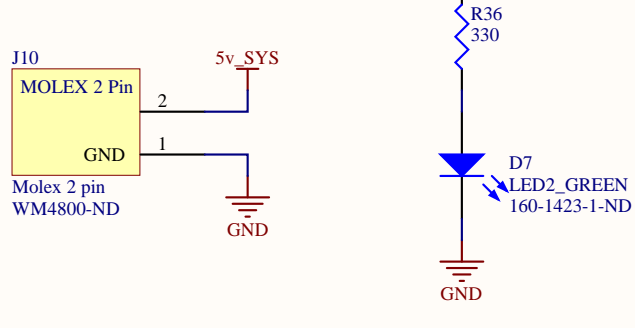 J10
MOLEX 2 Pin
2
1
GND
Molex 2 pin
WM4800-ND
5v_SYS
GND
R36
330
D7
LED2_GREEN
160-1423-1-ND
GND